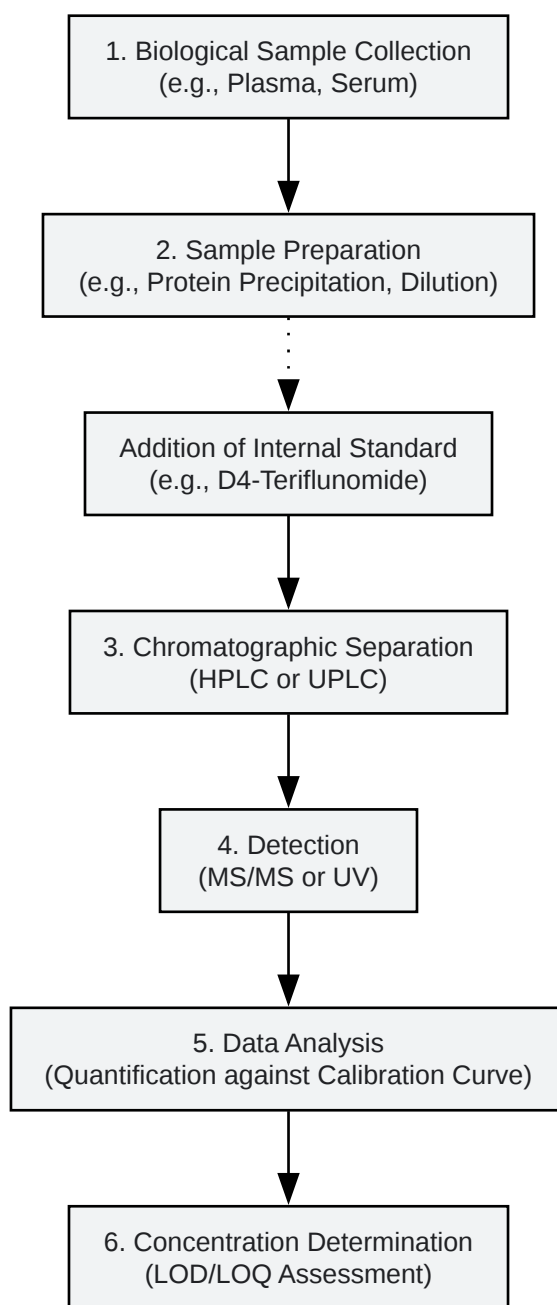 1. Biological Sample Collection
(e.g., Plasma, Serum)
2. Sample Preparation
(e.g., Protein Precipitation, Dilution)
Addition of Internal Standard
(e.g., D4-Teriflunomide)
3. Chromatographic Separation
(HPLC or UPLC)
4. Detection
(MS/MS or UV)
5. Data Analysis
(Quantification against Calibration Curve)
6. Concentration Determination
(LOD/LOQ Assessment)